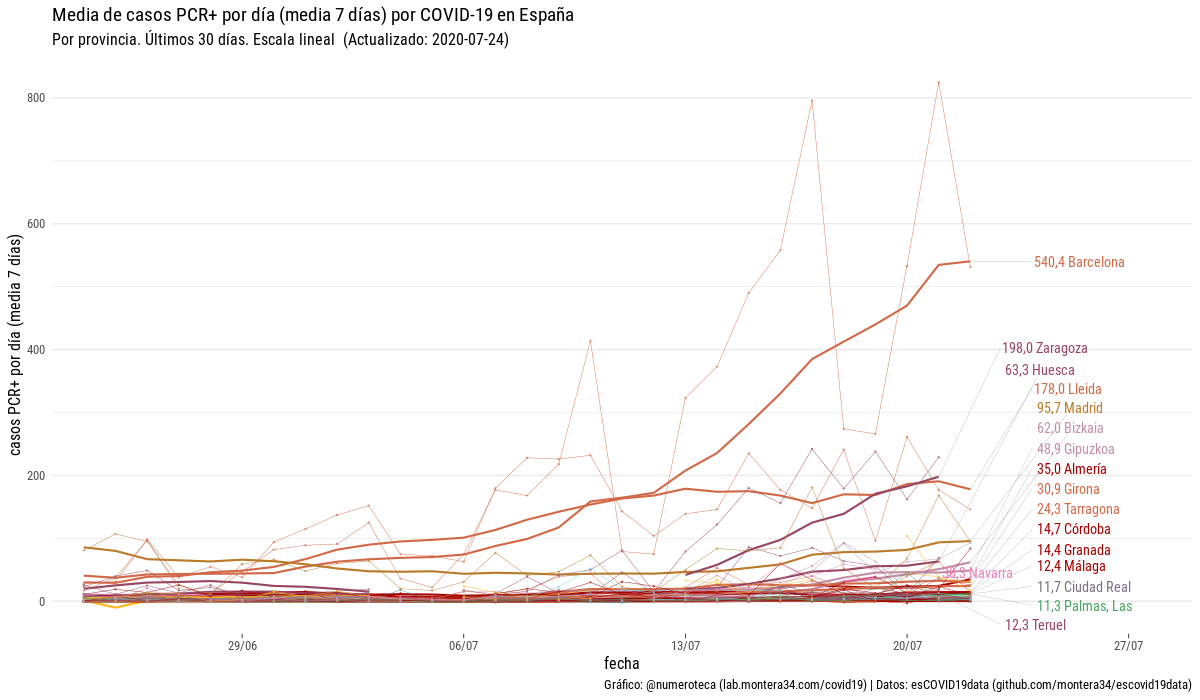 Media de casos PCR+ por día (media 7 días) por COVID-19 en España
Por provincia. Últimos 30 días. Escala lineal (Actualizado: 2020-07-24)
casos PCR+ por día (media 7 días)
800
600
400
200
0
540,4 Barcelona
198,0 Zaragoza
63,3 Huesca
178,0 Lleida
95,7 Madrid
62,0 Bizkaia
48,9 Gipuzkoa
35,0 Almería
30,9 Girona
24,3 Tarragona
14,7 Córdoba
14,4 Granada
12,4 Málaga
Navarra
11,7 Ciudad Real
11,3 Palmas, Las
12,3 Teruel
29/06
06/07
13/07
20/07
27/07
fecha
Gráfico: @numeroteca (lab.montera34.com/covid19) | Datos: esCOVID19data (github.com/montera34/escovid19data)